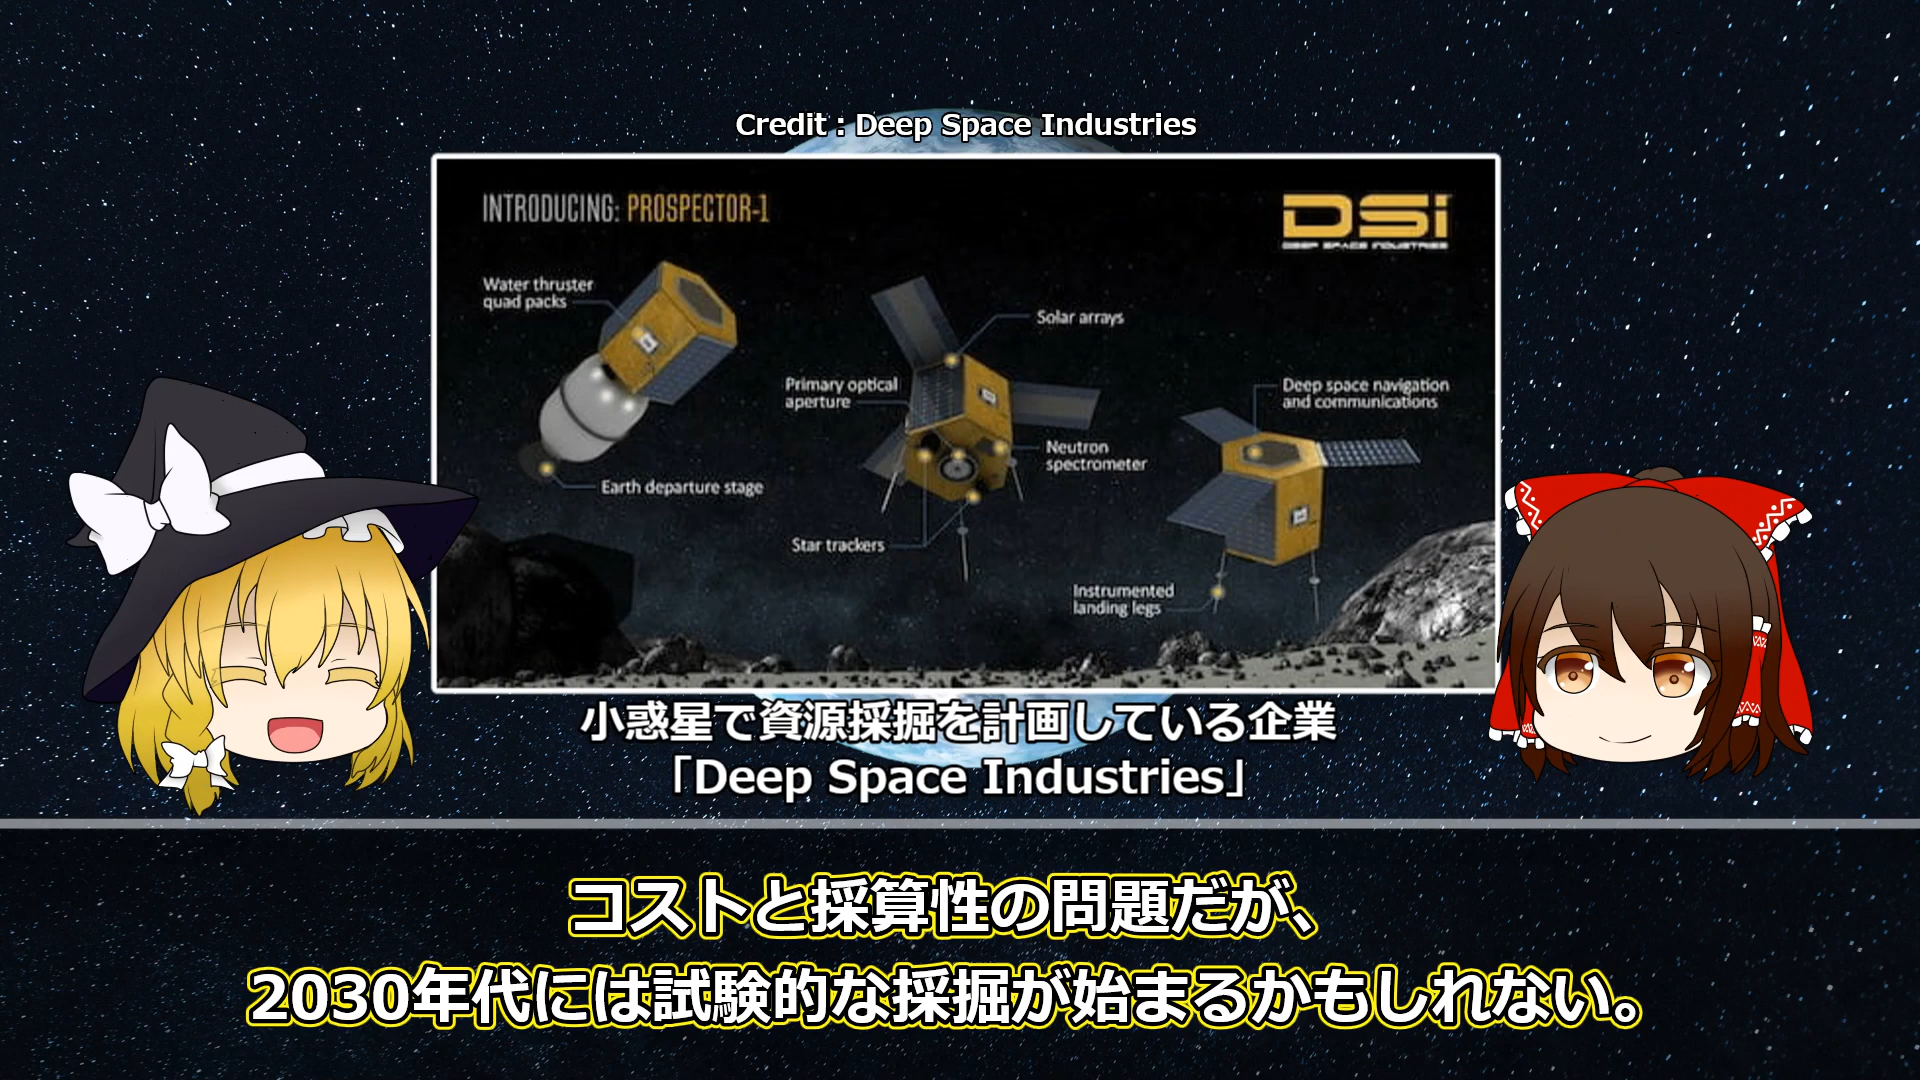 Credit : Deep Space Industries
INTRODUCING: PROSPECTOR-1
DSi
DEEP SPACE INDUSTRIES
Water thruster
quad packs
Solar arrays
Primary optical
aperture
Deep space navigation
and communications
Neutron
spectrometer
Earth departure stage
Star trackers
Instrumented
landing legs
小惑星で資源採掘を計画している企業
「Deep Space Industries」
コストと採算性の問題だが、
2030年代には試験的な採掘が始まるかもしれない。